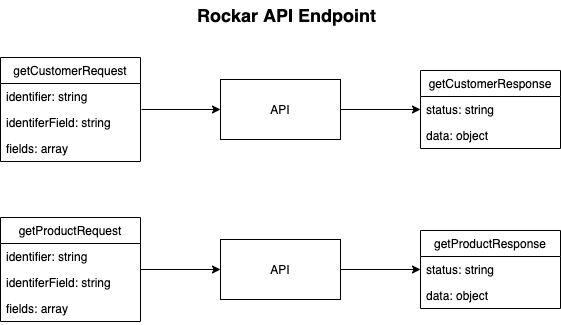 Rockar API Endpoint
getCustomerRequest
identifier: string
identiferField: string
fields: array
API
getCustomerResponse
status: string
data: object
getProductRequest
identifier: string
identiferField: string
fields: array
API
getProductResponse
status: string
data: object